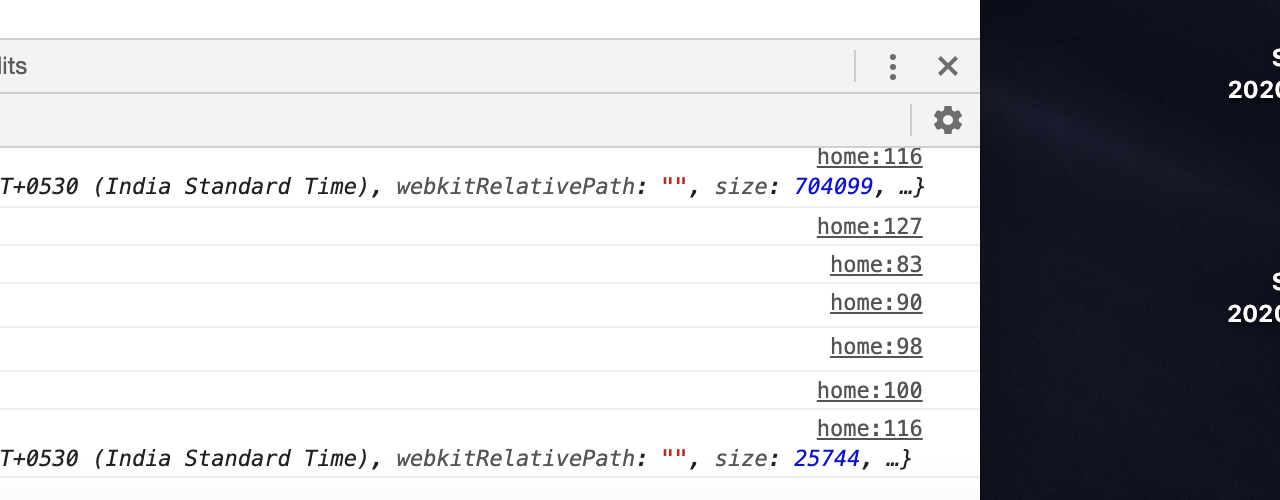 lits
home:116
T+0530 (India Standard Time), webkitRelativePath: "", size: 704099, …}
home:127
home:83
home:90
home:98
home:100
home:116
T+0530 (India Standard Time), webkitRelativePath: "", size: 25744, …}
S
2020
S
2020